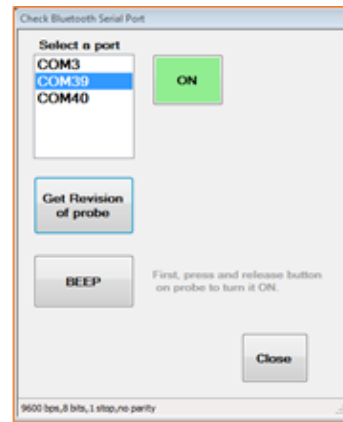 Check Bluetooth Serial Port
Select a port
COM3
COM39
COM40
ON
Get Revision
of probe
BEEP
First, press and release button
on probe to turn it ON.
Close
9600 bps,8 bits,1 stop,no parity